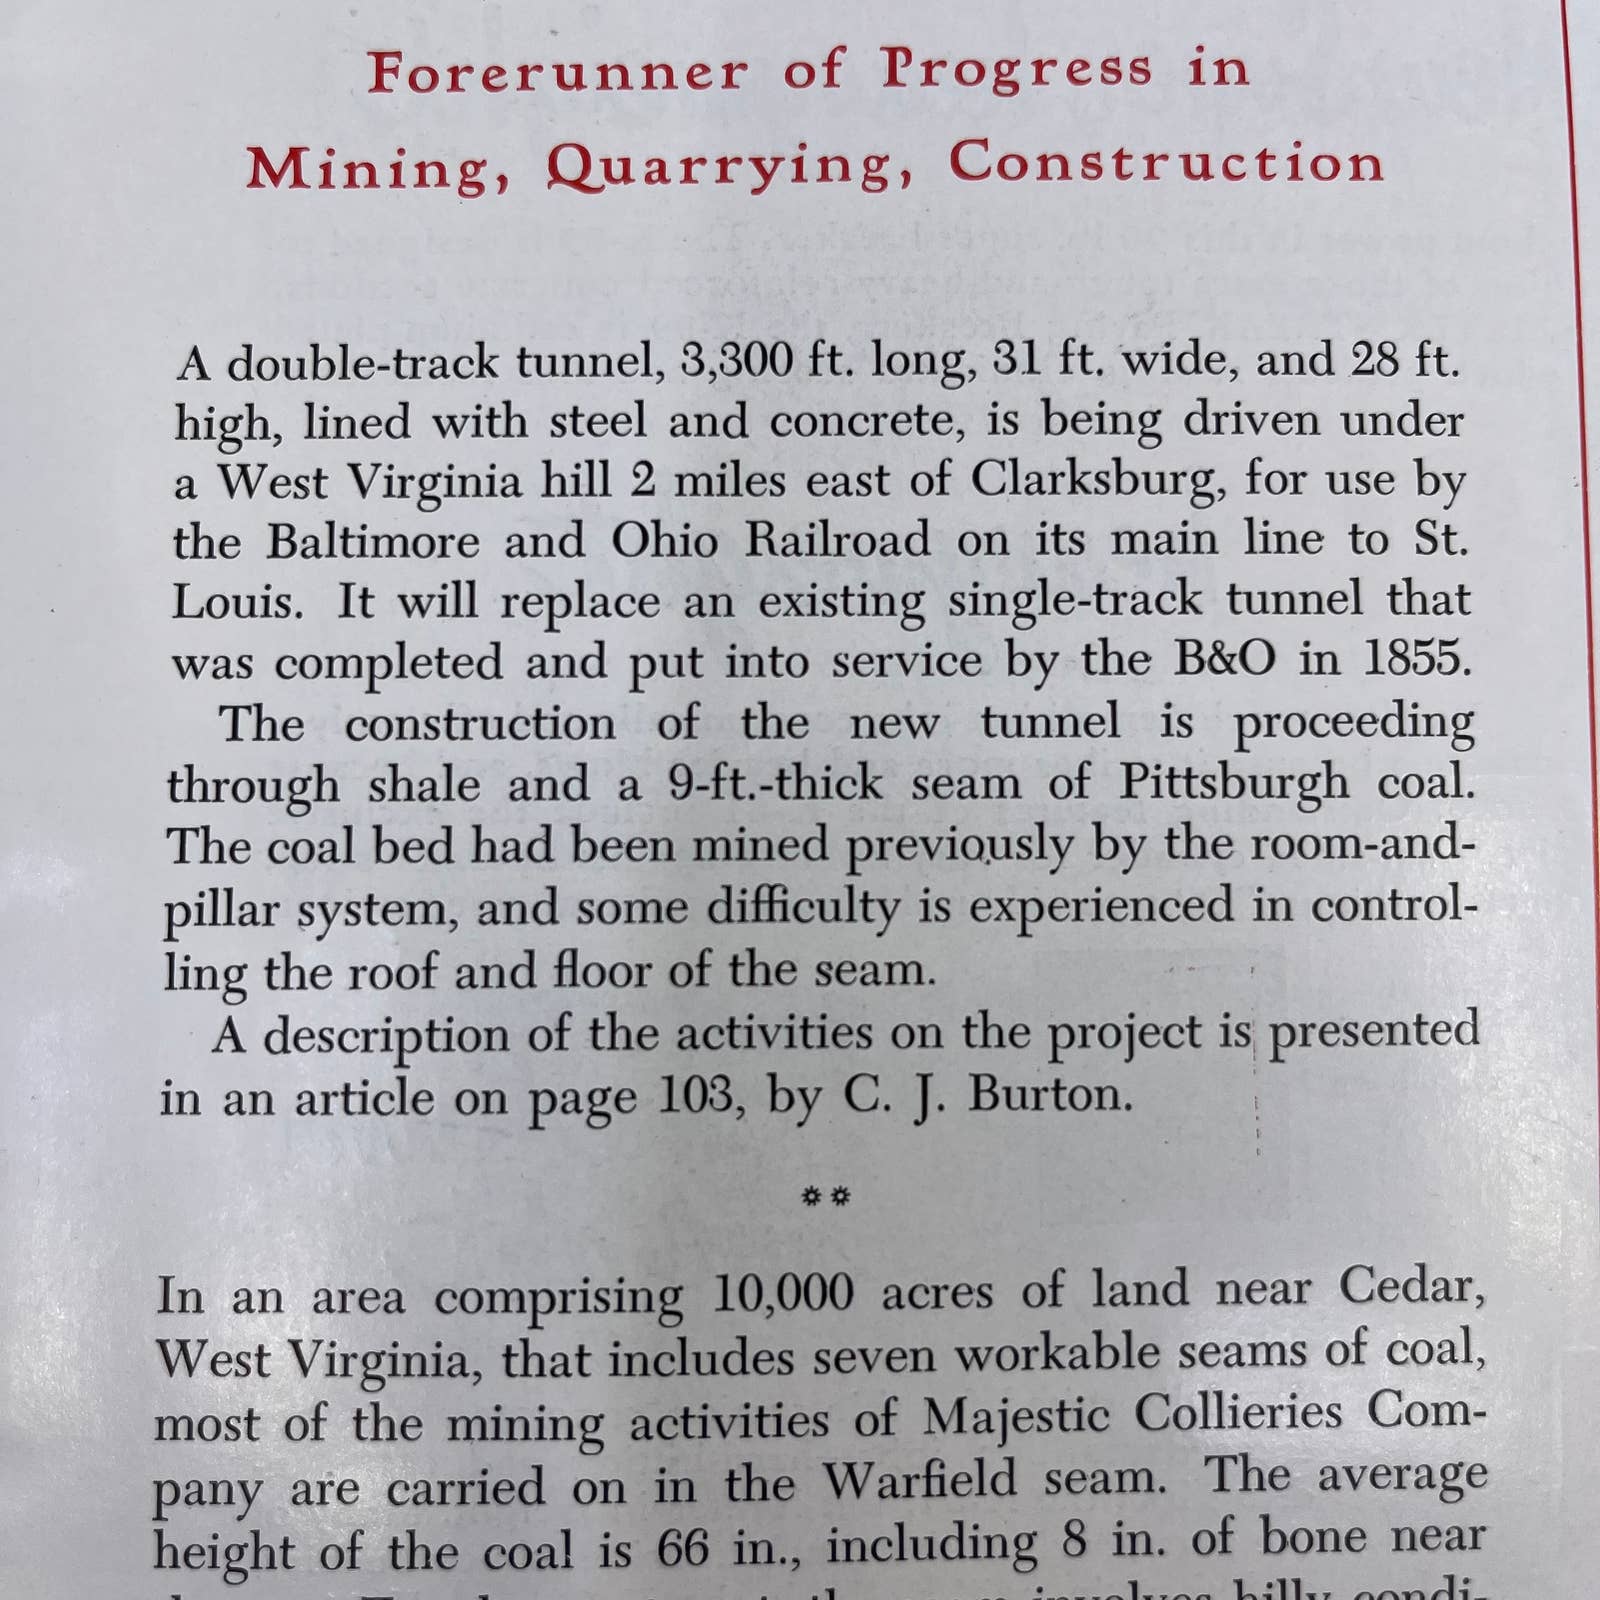 Forerunner of Progress in
Mining, Quarrying, Construction
A double-track tunnel, 3,300 ft. long, 31 ft. wide, and 28 ft.
high, lined with steel and concrete, is being driven under
a West Virginia hill 2 miles east of Clarksburg, for use by
the Baltimore and Ohio Railroad on its main line to St.
Louis. It will replace an existing single-track tunnel that
was completed and put into service by the B&O in 1855.
The construction of the new tunnel is proceeding
through shale and a 9-ft.-thick seam of Pittsburgh coal.
The coal bed had been mined previously by the room-and-
pillar system, and some difficulty is experienced in control-
ling the roof and floor of the seam.
A description of the activities on the project is presented
in an article on page 103, by C. J. Burton.
**
In an area comprising 10,000 acres of land near Cedar,
West Virginia, that includes seven workable seams of coal,
most of the mining activities of Majestic Collieries Com-
pany are carried on in the Warfield seam. The average
height of the coal is 66 in., including 8 in. of bone near
involves hilly condi-